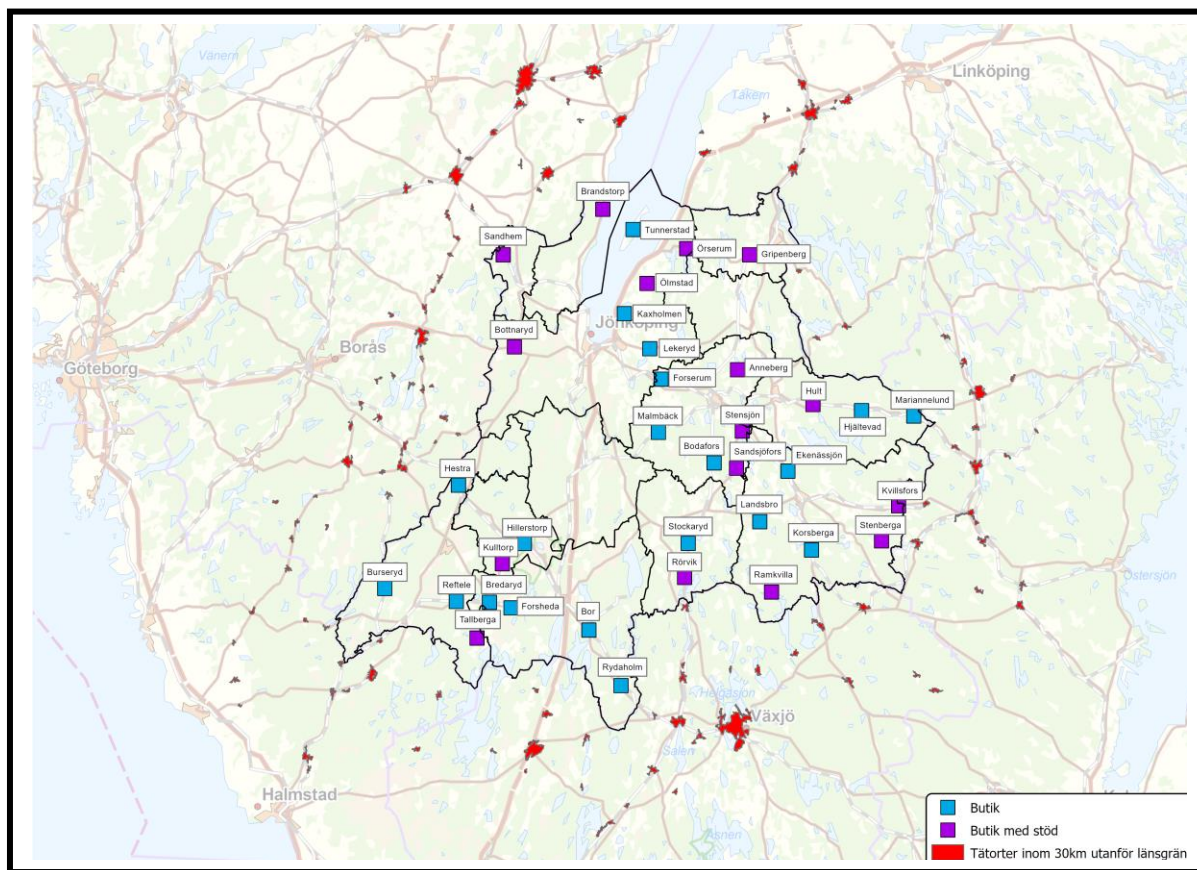 Vänern
Linköping
Tåkern
Brandstorp
Tunnerstad
Sandhem
Örserum
Gripenberg
Ölmstad
Kaxholmen
Bottnaryd
Jönköping
Borås
Göteborg
Lekeryd
Anneberg
Forserum
Hult
Mariannelund
Malmbäck
Stensjön
Hjältevad
Bodafors
Sandsjöfors
Ekenässjön
Hestra
Kvillsfors
Landsbro
Hillerstorp
Stockaryd
Korsberga
Stenberga
Kulltorp
Rörvik
Burseryd
Reftele
Bredaryd
Ramkvilla
Östersjön
Forsheda
Tallberga
Bor
Rydaholm
Helgasjön
Växjö
Salen
Halmstad
Åsnen
Butik
Butik med stöd
Tätorter inom 30km utanför länsgrän